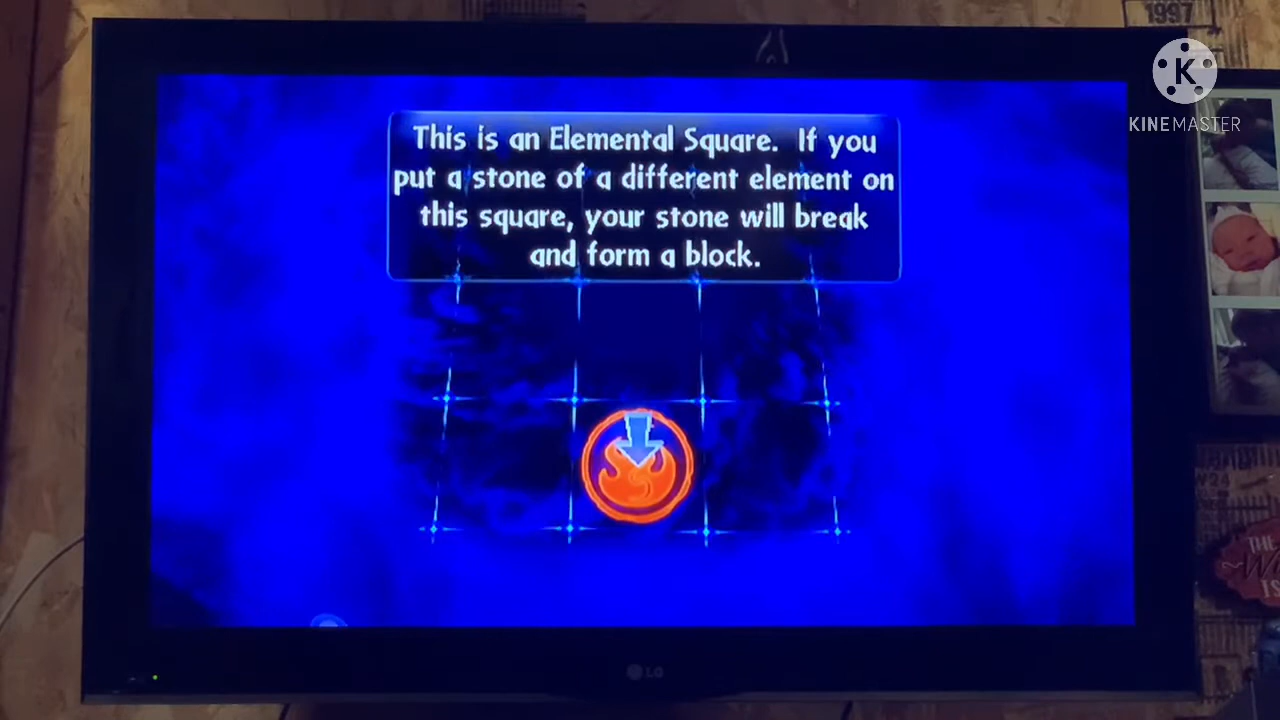 1997
K
KINEMASTER
This is an Elemental Square. If you
put a stone of a different element on
this square, your stone will break
and form a block.
THE
LG